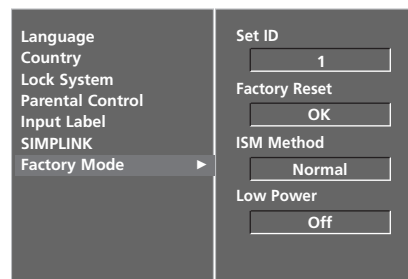 Language
Country
Lock System
Parental Control
Input Label
SIMPLINK
Factory Mode ►
Set ID
1
Factory Reset
OK
ISM Method
Normal
Low Power
Off